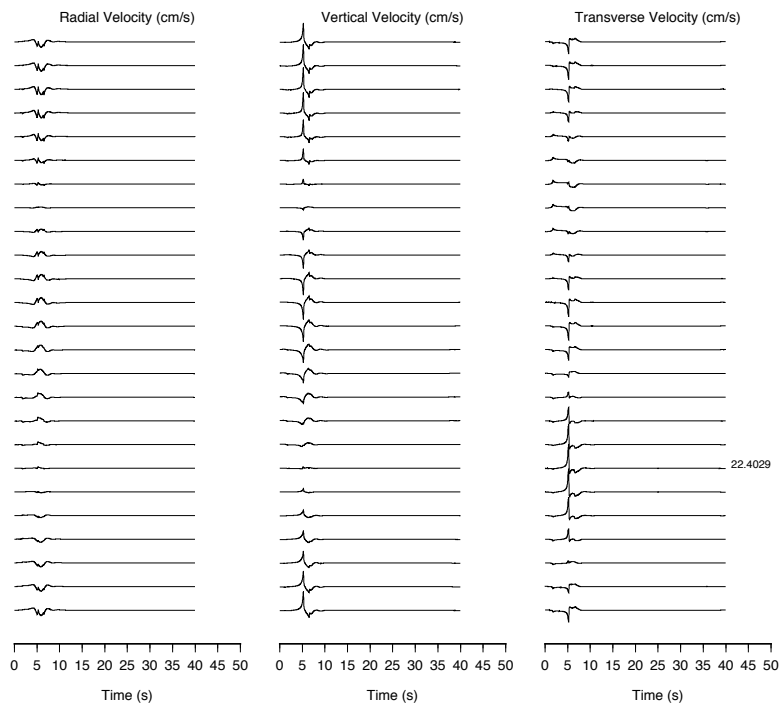 Radial Velocity (cm/s) Vertical Velocity (cm/s) Transverse Velocity (cm/s)
22.4029
0 5 10 15 20 25 30 35 40 45 50 0 5 10 15 20 25 30 35 40 45 50 0 5 10 15 20 25 30 35 40 45 50
Time (s) Time (s) Time (s)